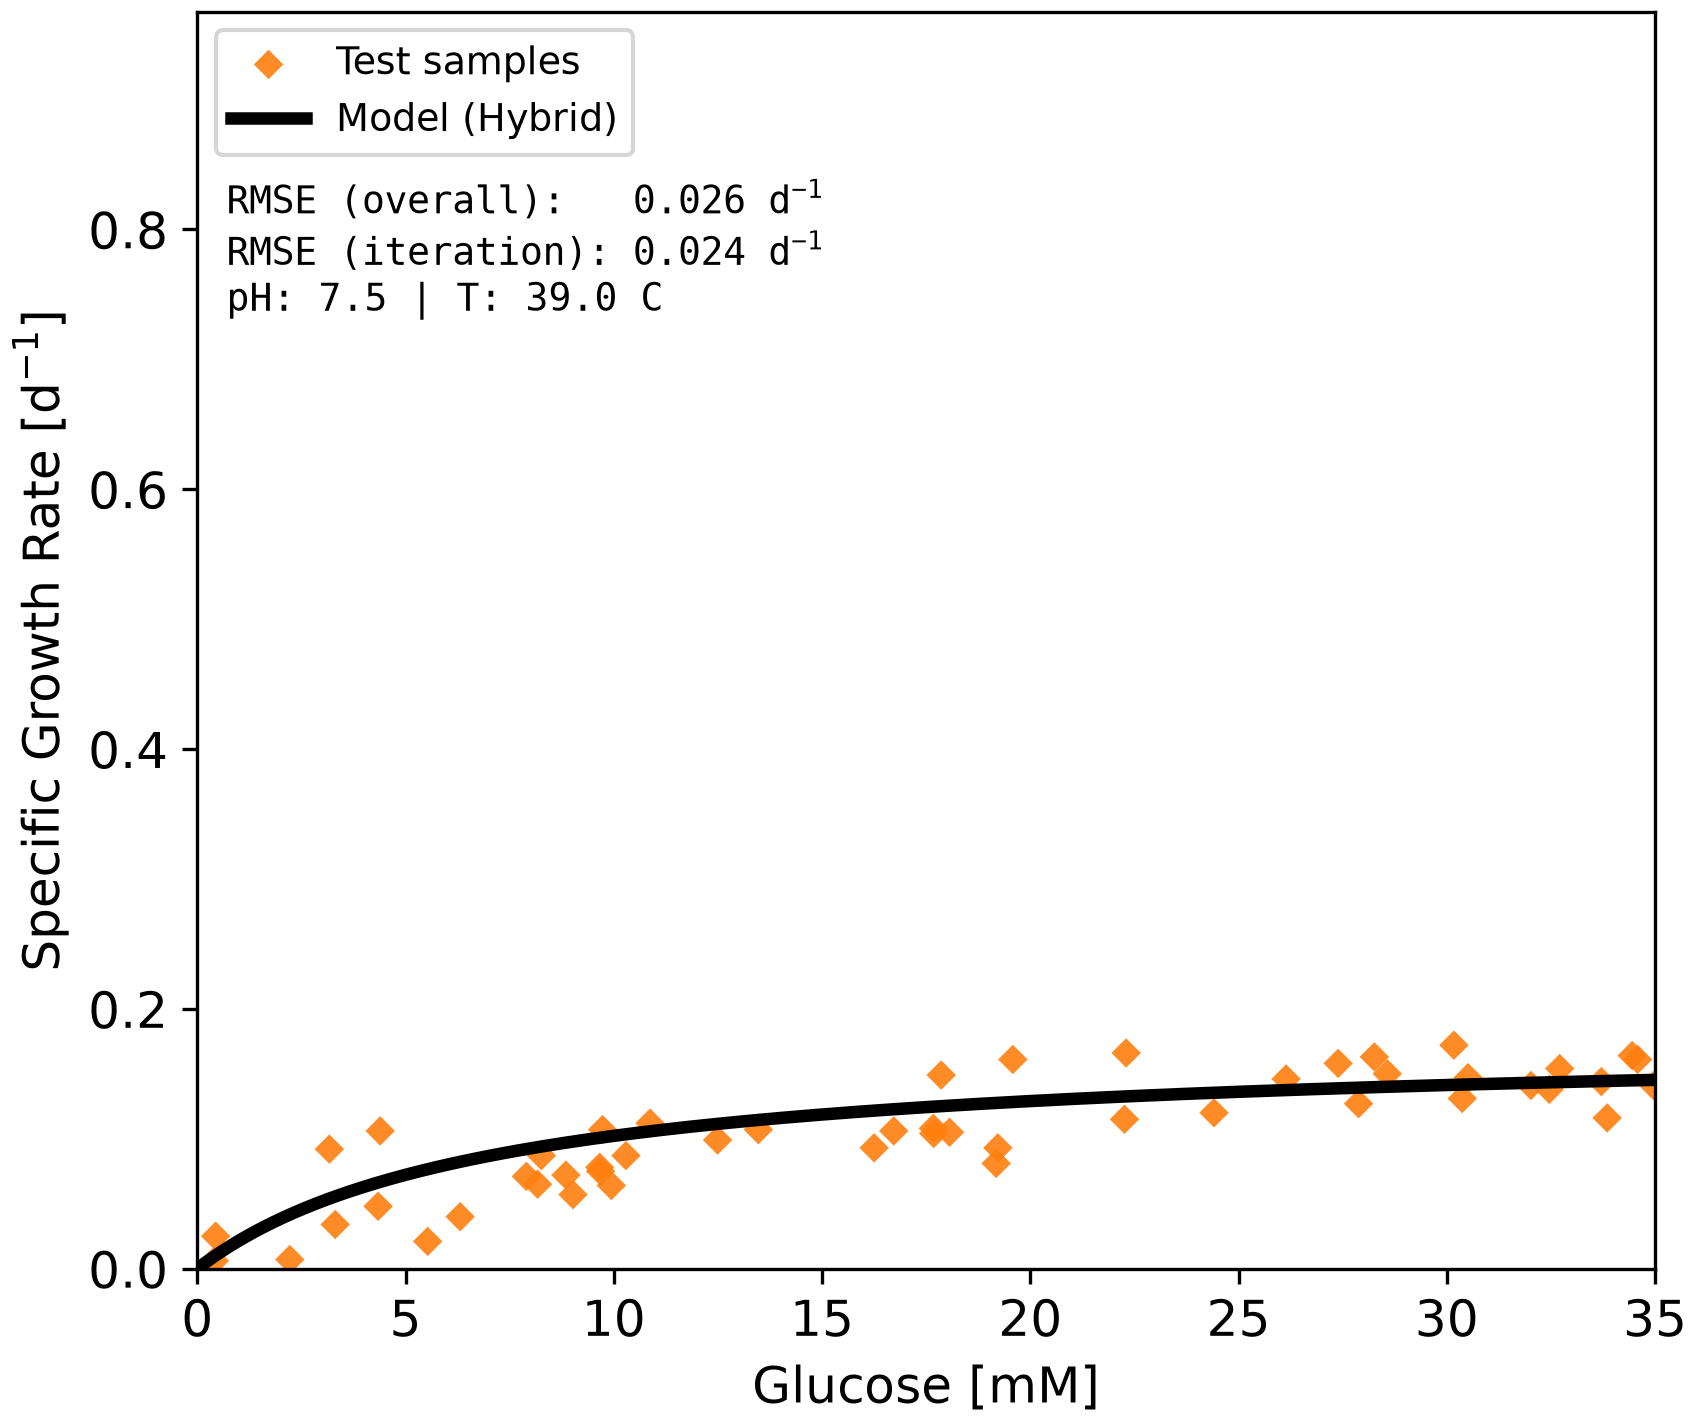 Test samples
Model (Hybrid)
RMSE (overall): 0.026 d⁻¹
RMSE (iteration): 0.024 d⁻¹
pH: 7.5 | T: 39.0 C
Specific Growth Rate [d⁻¹]
0.8
0.6
0.4
0.2
0.0
0 5 10 15 20 25 30 35
Glucose [mM]